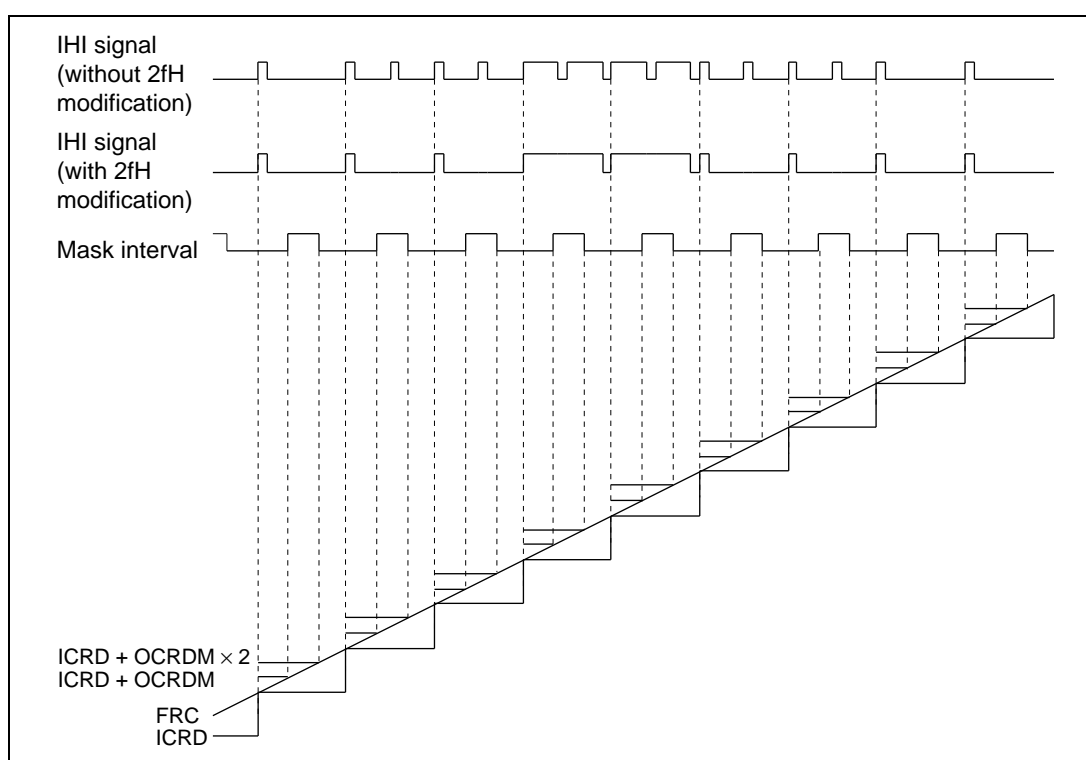 IHI signal
(without 2fH
modification)
IHI signal
(with 2fH
modification)
Mask interval
ICRD + OCRDM × 2
ICRD + OCRDM
FRC
ICRD